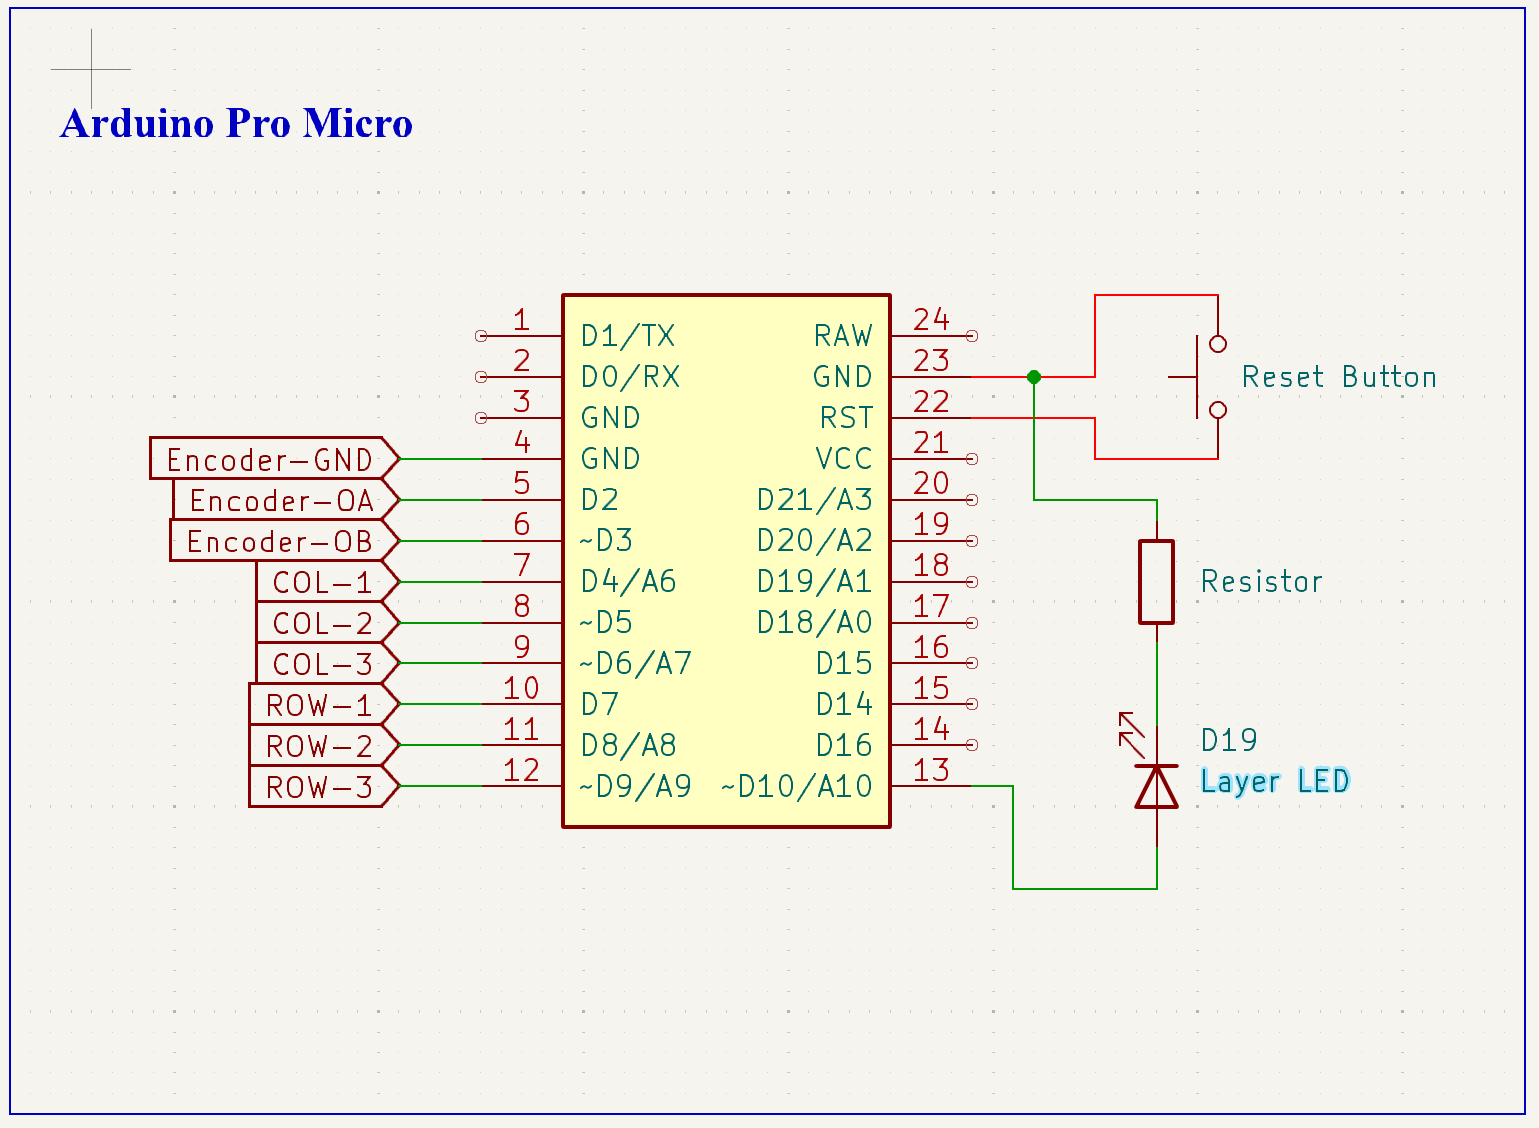 Arduino Pro Micro
1 D1/TX RAW 24
2 D0/RX GND 23
3 GND RST 22
Encoder-GND 4 GND VCC 21
Encoder-OA 5 D2 D21/A3 20
Encoder-OB 6 ~D3 D20/A2 19
COL-1 7 D4/A6 D19/A1 18
COL-2 8 ~D5 D18/A0 17
COL-3 9 ~D6/A7 D15 16
ROW-1 10 D7 D14 15
ROW-2 11 D8/A8 D16 14
ROW-3 12 ~D9/A9 ~D10/A10 13
Reset Button
Resistor
D19
Layer LED